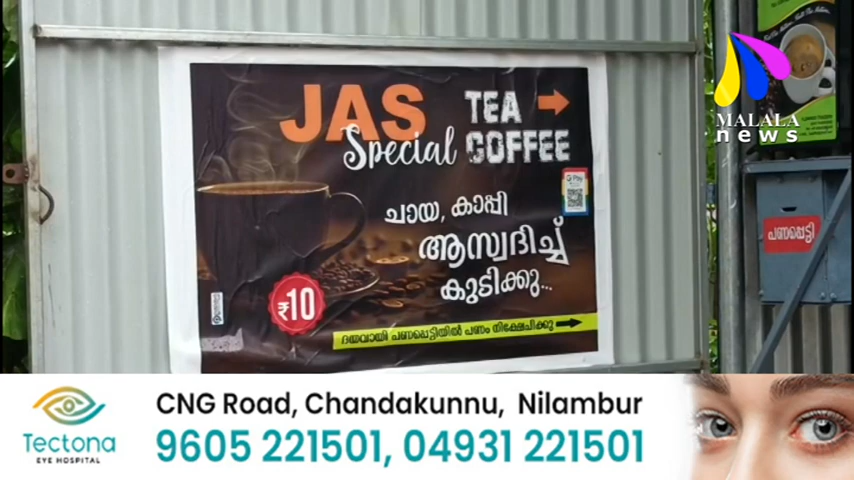 JAS
TEA
Special COFFEE
ചായ, കാപ്പി
ആസ്വദിച്ച്
കുടിക്കൂ...
₹10
ദയവായി പണപ്പെട്ടിയിൽ പണം നിക്ഷേപിക്കൂ
G Pay
പണപ്പെട്ടി
MALALA
news
Tectona
EYE HOSPITAL
CNG Road, Chandakunnu, Nilambur
9605 221501, 04931 221501